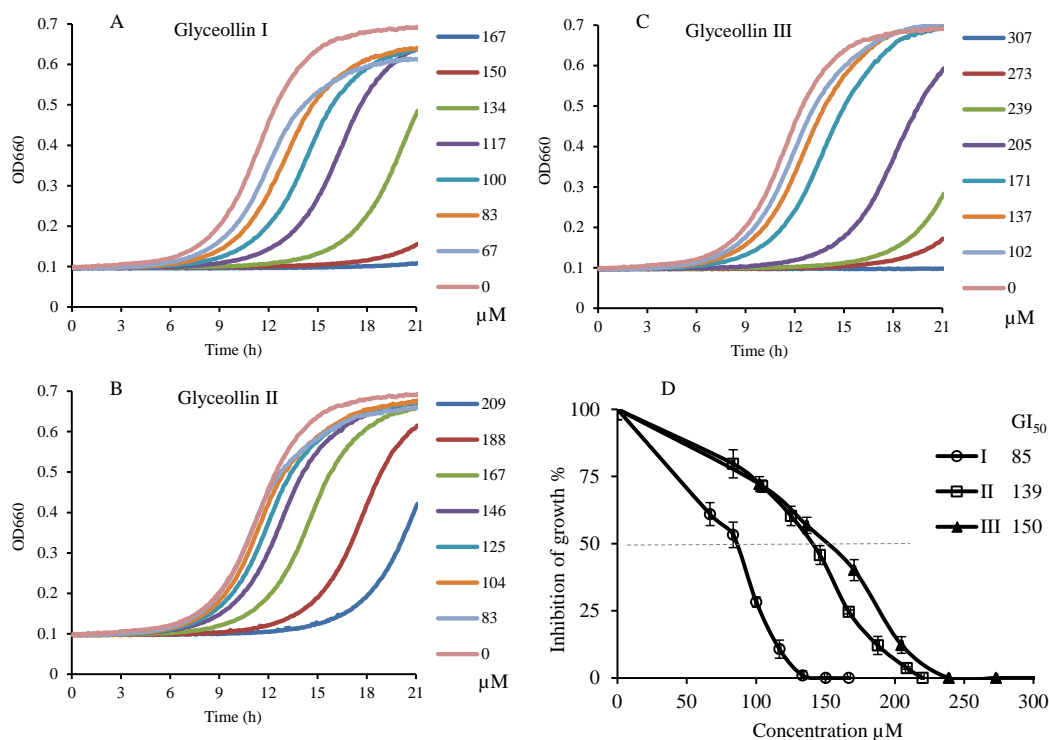 A
Glyceollin I
0.7
0.6
0.5
0.4
0.3
0.2
0.1
0
OD660
0 3 6 9 12 15 18 21
Time (h)
167
150
134
117
100
83
67
0
µM
C
Glyceollin III
0.7
0.6
0.5
0.4
0.3
0.2
0.1
0
OD660
0 3 6 9 12 15 18 21
Time (h)
307
273
239
205
171
137
102
0
µM
B
Glyceollin II
0.7
0.6
0.5
0.4
0.3
0.2
0.1
0
OD660
0 3 6 9 12 15 18 21
Time (h)
209
188
167
146
125
104
83
0
µM
D
100
75
50
25
0
Inhibition of growth %
0 50 100 150 200 250 300
Concentration µM
GI50
I 85
II 139
III 150